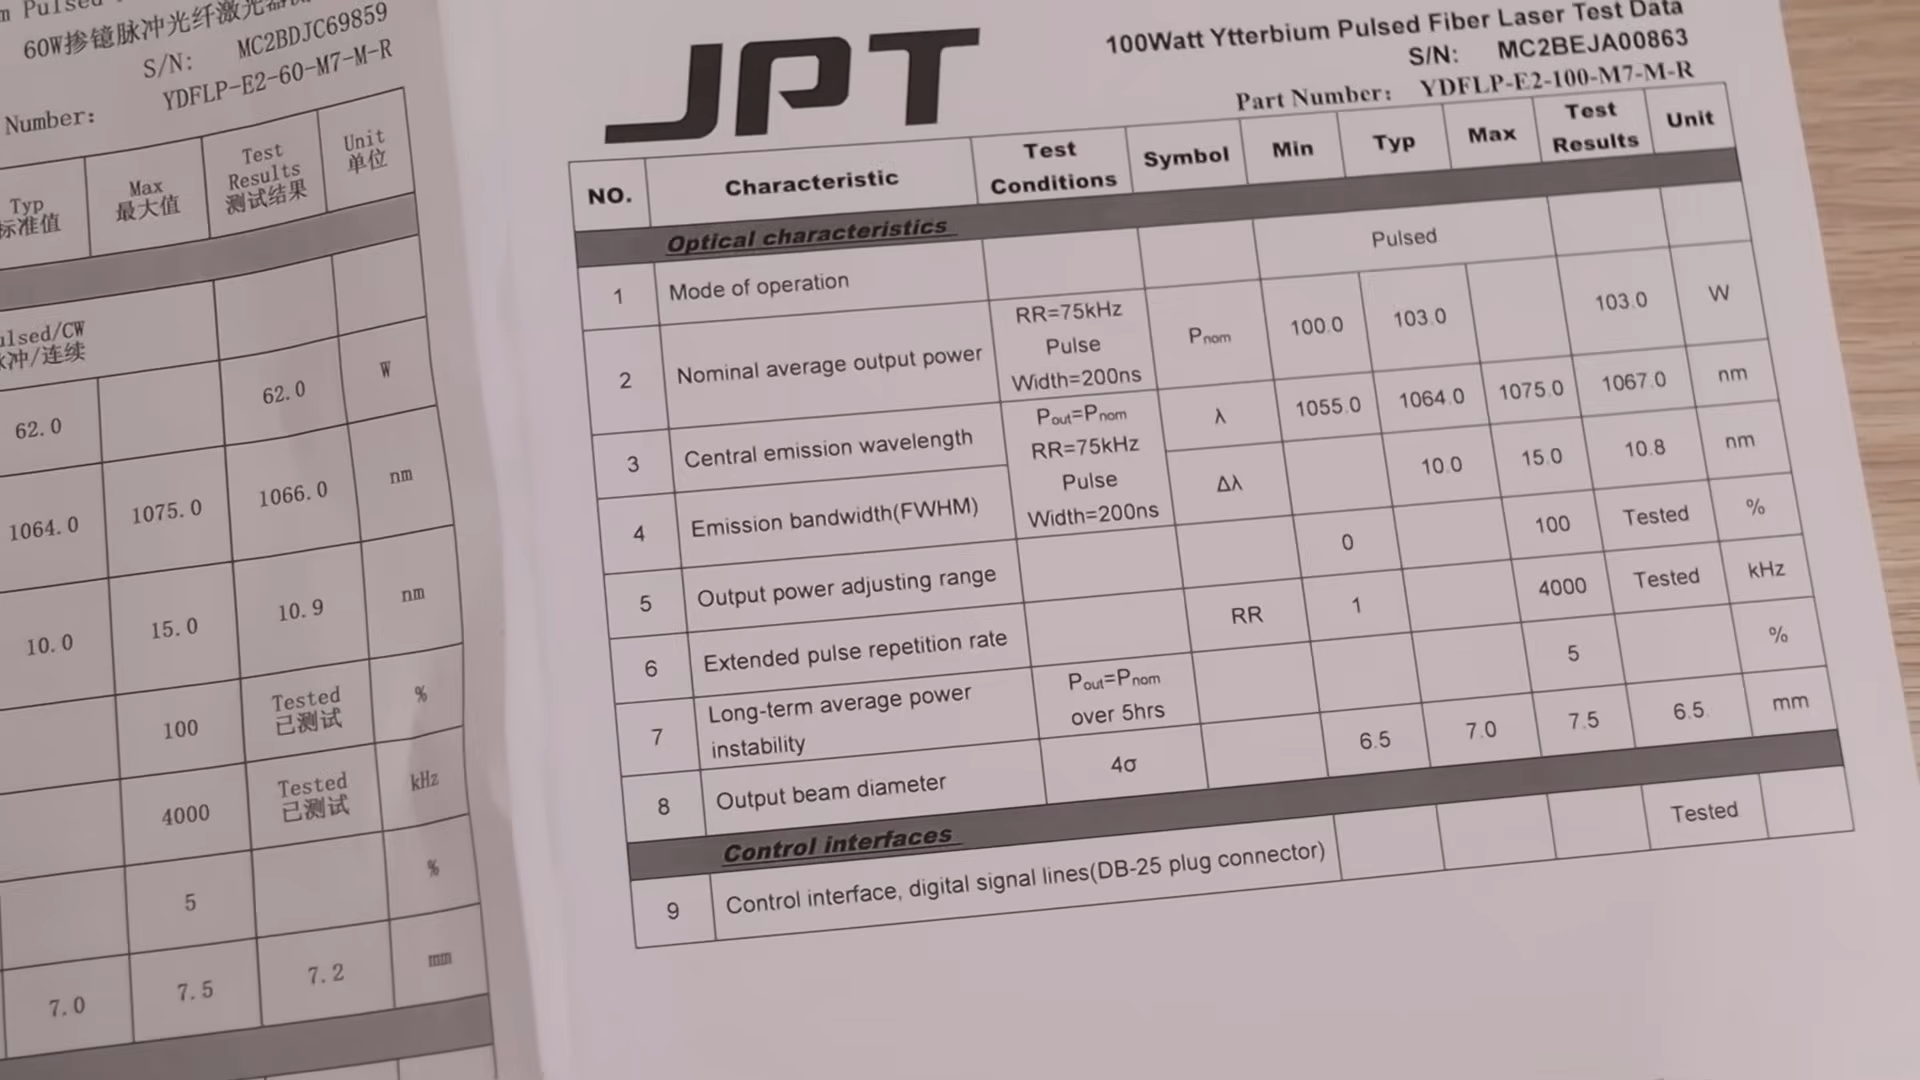 60W掺镱脉冲光纤激光器
S/N: MC2BDJC69859
Number: YDFLP-E2-60-M7-M-R
Typ
标准值
Max
最大值
Test
Results
测试结果
Unit
单位
Pulsed/CW
脉冲/连续
62.0 62.0 W
1064.0 1075.0 1066.0 nm
10.0 15.0 10.9 nm
100 Tested
已测试 %
4000 Tested
已测试 kHz
5 %
7.0 7.5 7.2 mm
JPT
100Watt Ytterbium Pulsed Fiber Laser Test Data
S/N: MC2BEJA00863
Part Number: YDFLP-E2-100-M7-M-R
NO. Characteristic Test
Conditions Symbol Min Typ Max Test
Results Unit
Optical characteristics
1 Mode of operation Pulsed
2 Nominal average output power RR=75kHz
Pulse
Width=200ns Pnom 100.0 103.0 103.0 W
3 Central emission wavelength Pout=Pnom
RR=75kHz
Pulse
Width=200ns λ 1055.0 1064.0 1075.0 1067.0 nm
4 Emission bandwidth(FWHM) Δλ 10.0 15.0 10.8 nm
5 Output power adjusting range 0 100 Tested %
6 Extended pulse repetition rate RR 1 4000 Tested kHz
7 Long-term average power
instability Pout=Pnom
over 5hrs 5 %
8 Output beam diameter 4σ 6.5 7.0 7.5 6.5 mm
Control interfaces
9 Control interface, digital signal lines(DB-25 plug connector) Tested